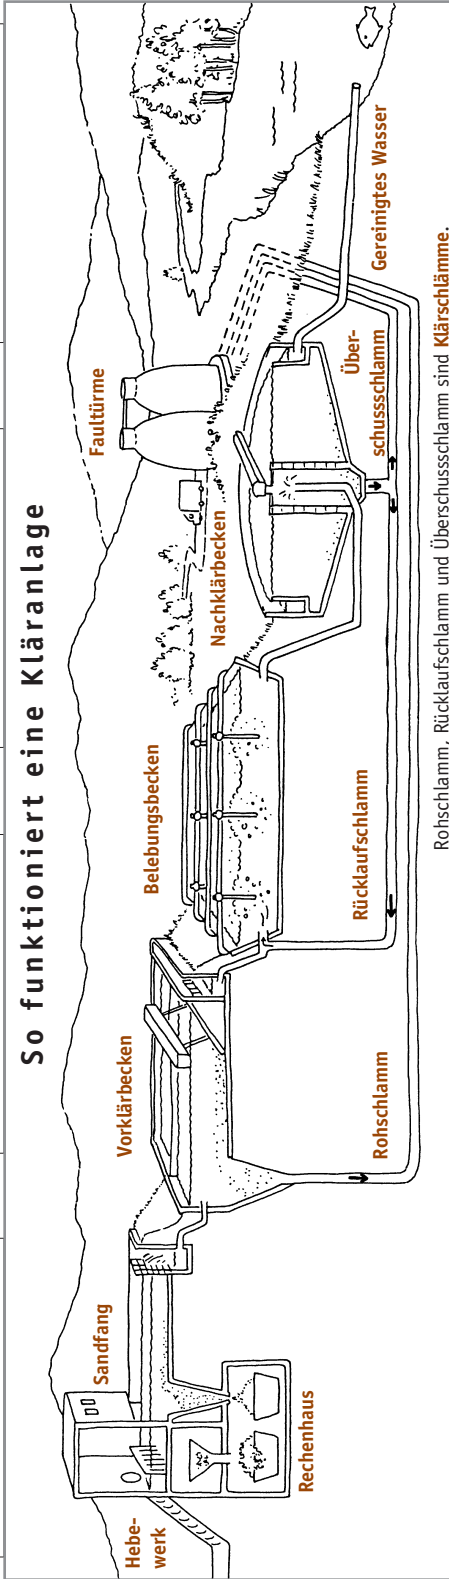 So funktioniert eine Kläranlage
Hebe-
werk
Sandfang
Rechenhaus
Vorklärbecken
Rohschlamm
Belebungsbecken
Rücklaufschlamm
Nachklärbecken
Faultürme
Über-
schussschlamm
Gereinigtes Wasser
Rohschlamm, Rücklaufschlamm und Überschussschlamm sind Klärschlämme.